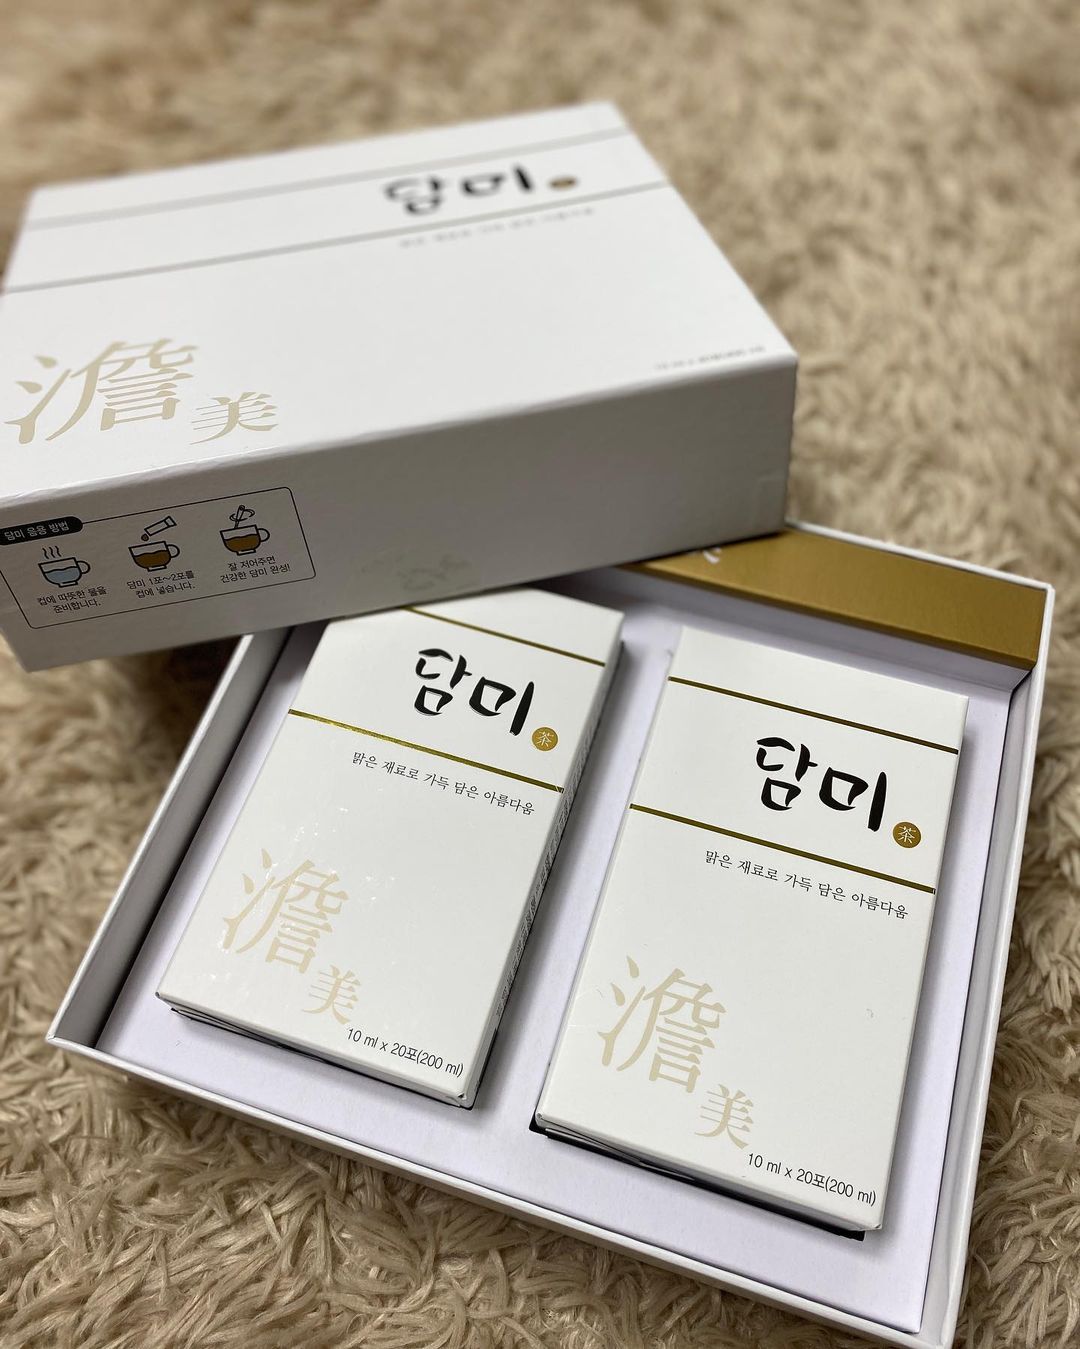 담미
澹
美
담미 음용 방법
컵에 따뜻한 물을
준비합니다.
담미 1포~2포를
컵에 넣습니다.
잘 저어주면
건강한 담미 완성!
담미
茶
맑은 재료로 가득 담은 아름다움
澹
美
10 ml x 20포(200 ml)
담미
茶
맑은 재료로 가득 담은 아름다움
澹
美
10 ml x 20포(200 ml)